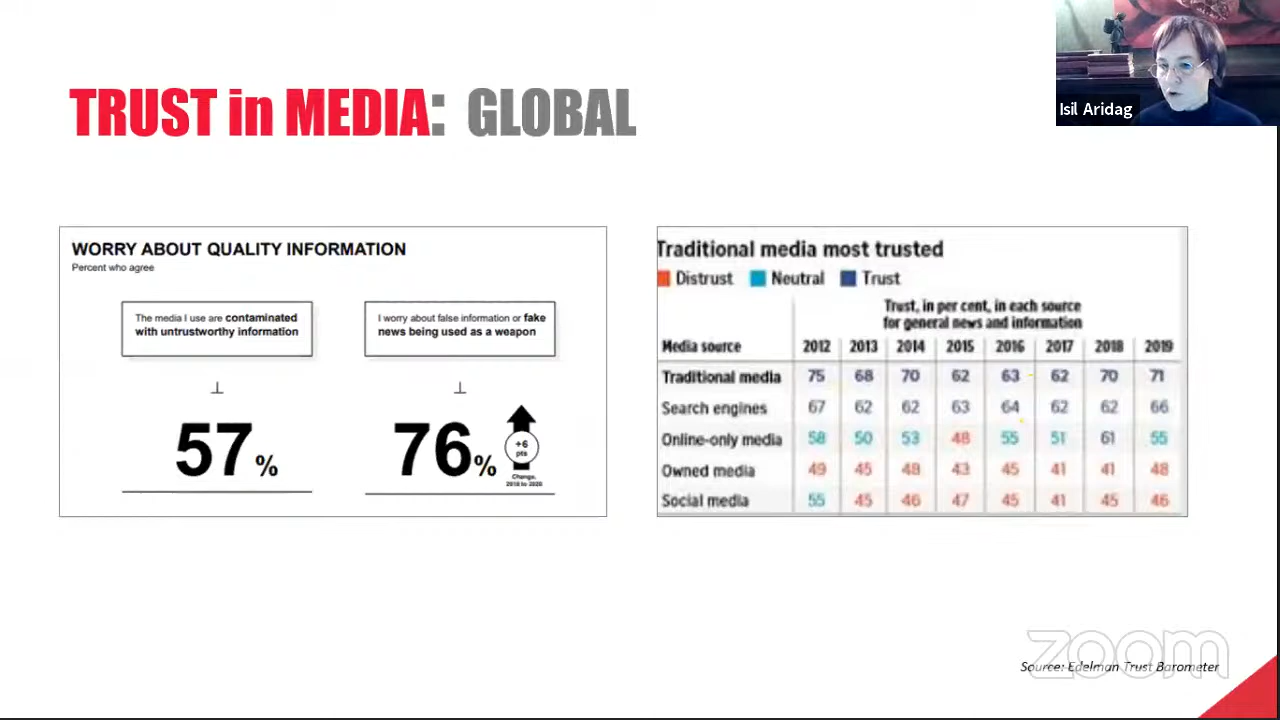 Isil Aridag
TRUST in MEDIA: GLOBAL
WORRY ABOUT QUALITY INFORMATION
Percent who agree
The media I use are contaminated
with untrustworthy information
57%
I worry about false information or fake
news being used as a weapon
76%
+6
pts
Change,
2018 to 2020
Traditional media most trusted
Distrust Neutral Trust
Trust, in per cent, in each source
for general news and information
Media source 2012 2013 2014 2015 2016 2017 2018 2019
Traditional media 75 68 70 62 63 62 70 71
Search engines 67 62 62 63 64 62 62 66
Online-only media 58 50 53 48 55 51 61 55
Owned media 49 45 48 43 45 41 41 48
Social media 55 45 46 47 45 41 45 46
zoom
Source: Edelman Trust Barometer